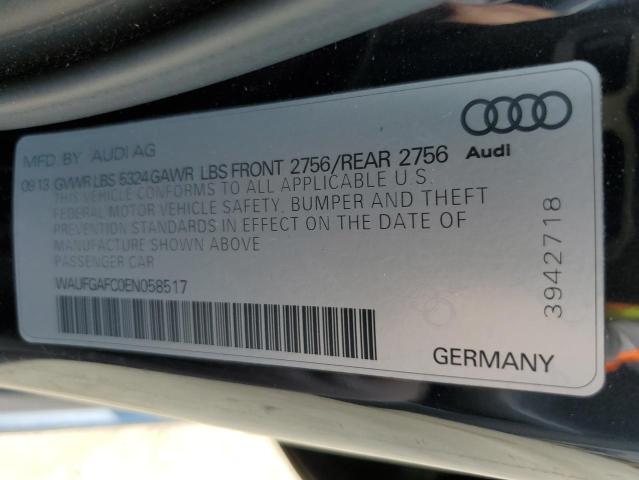 MFD. BY AUDI AG
09 13 GVWR LBS 5324 GAWR LBS FRONT 2756/REAR 2756
Audi
THIS VEHICLE CONFORMS TO ALL APPLICABLE U.S.
FEDERAL MOTOR VEHICLE SAFETY, BUMPER AND THEFT
PREVENTION STANDARDS IN EFFECT ON THE DATE OF
MANUFACTURE SHOWN ABOVE
PASSENGER CAR
WAUFGAFC0EN058517
3942718
GERMANY